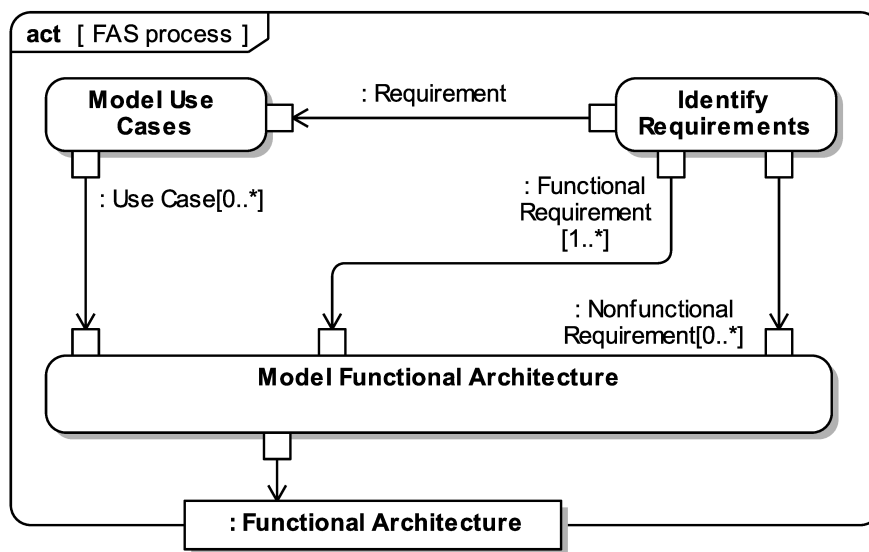 act [ FAS process ]
Model Use
Cases
: Requirement
Identify
Requirements
: Use Case[0..*]
: Functional
Requirement
[1..*]
: Nonfunctional
Requirement[0..*]
Model Functional Architecture
: Functional Architecture